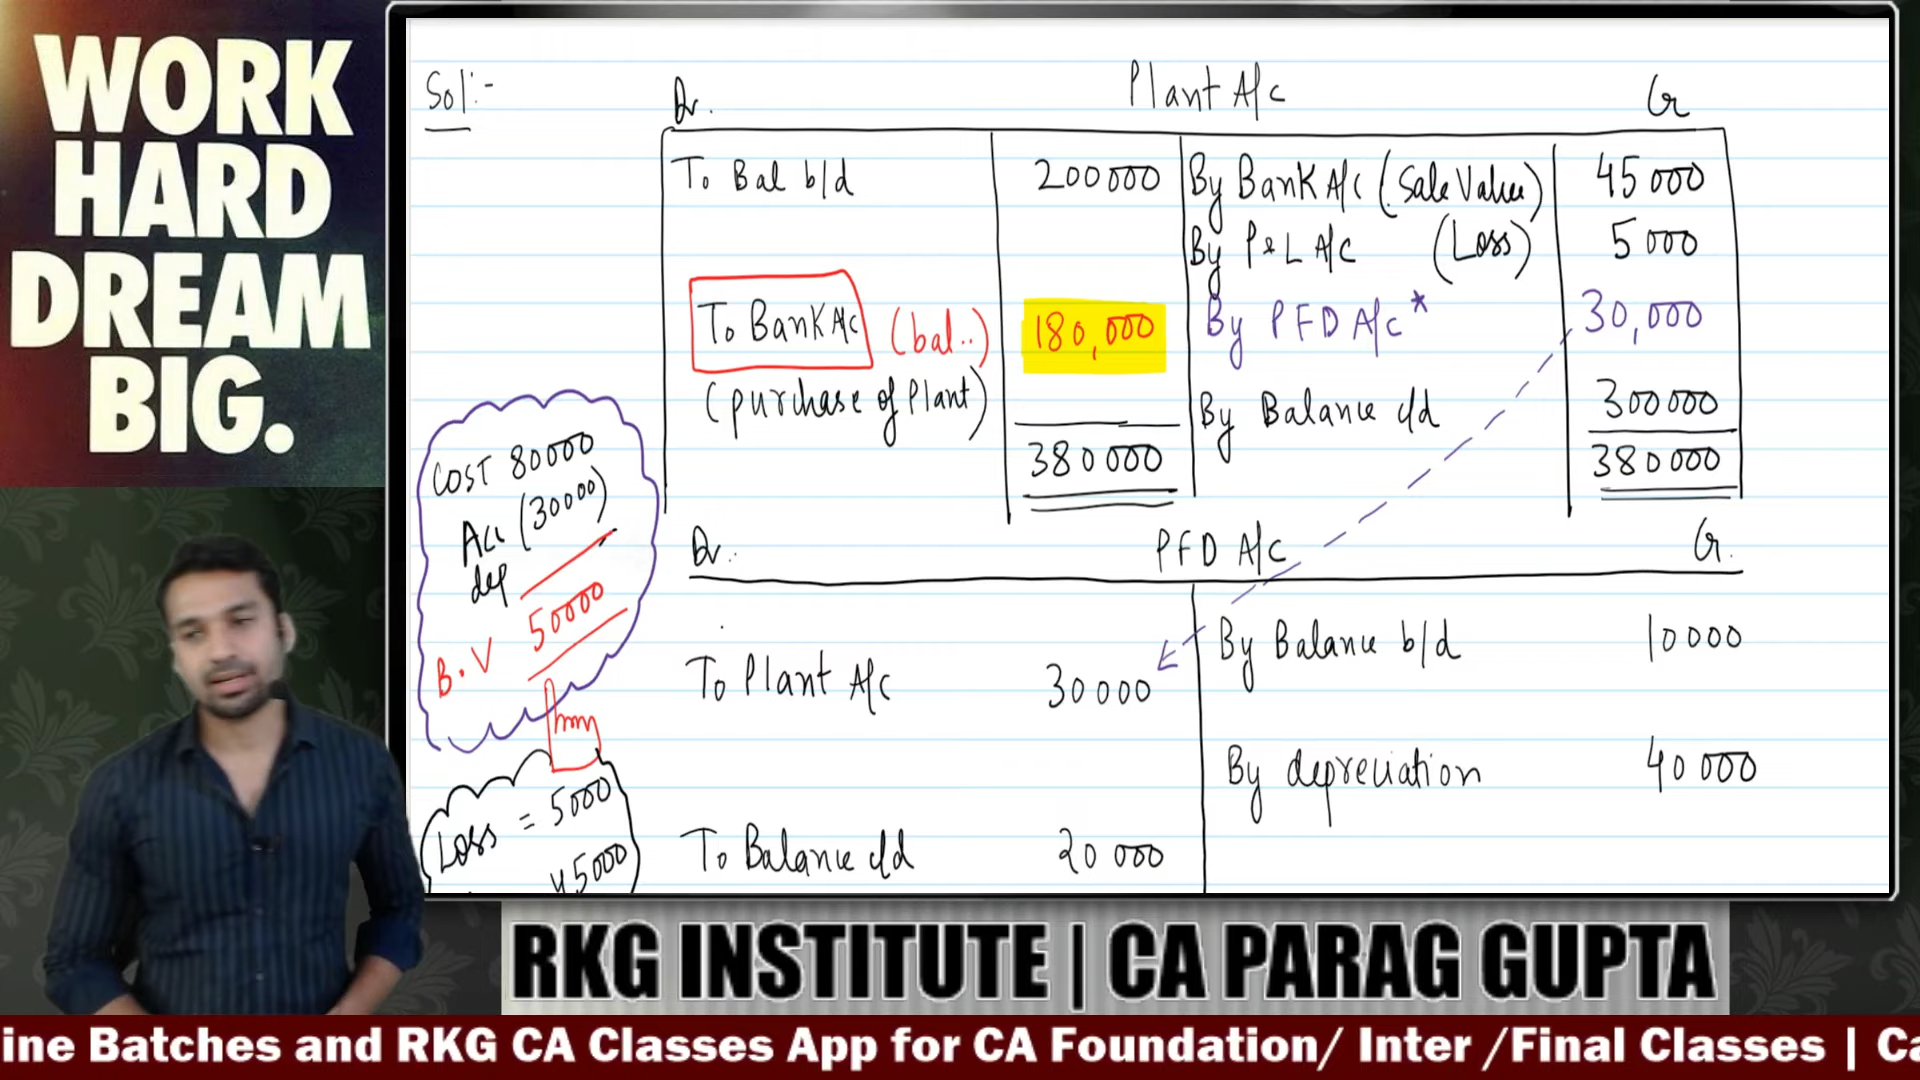 WORK
HARD
DREAM
BIG.
Sol:-
Dr. Plant A/c Cr
To Bal b/d 200000 By Bank A/c (Sale Value) 45000
By P&L A/c (Loss) 5000
To Bank A/c (bal..) 180,000 By PFD A/c* 30,000
(purchase of Plant) By Balance c/d 300000
380000 380000
COST 80000
Acc (30000)
dep
B.V 50000
Loss = 5000
45000
Dr. PFD A/c Cr.
By Balance b/d 10000
To Plant A/c 30000
By depreciation 40000
To Balance c/d 20000
RKG INSTITUTE | CA PARAG GUPTA
ine Batches and RKG CA Classes App for CA Foundation/ Inter /Final Classes | Ca